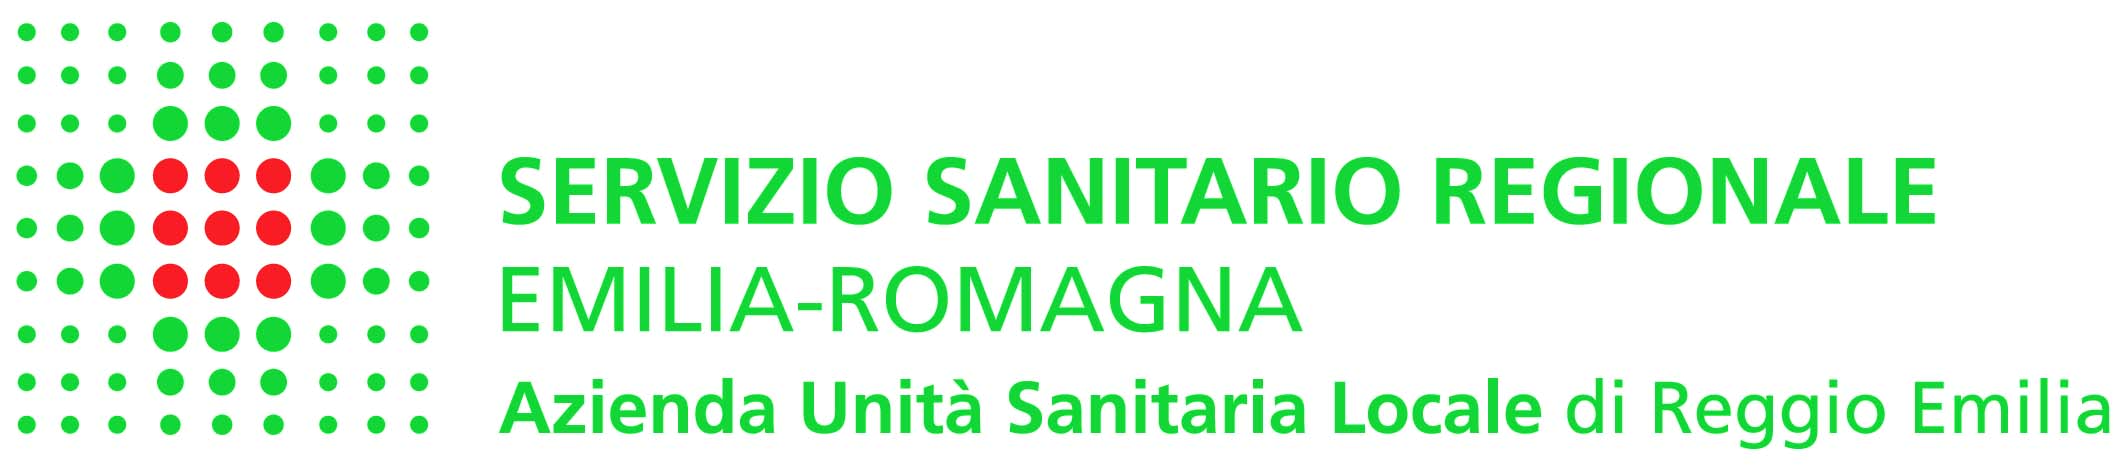 SERVIZIO SANITARIO REGIONALE
EMILIA-ROMAGNA
Azienda Unità Sanitaria Locale di Reggio Emilia